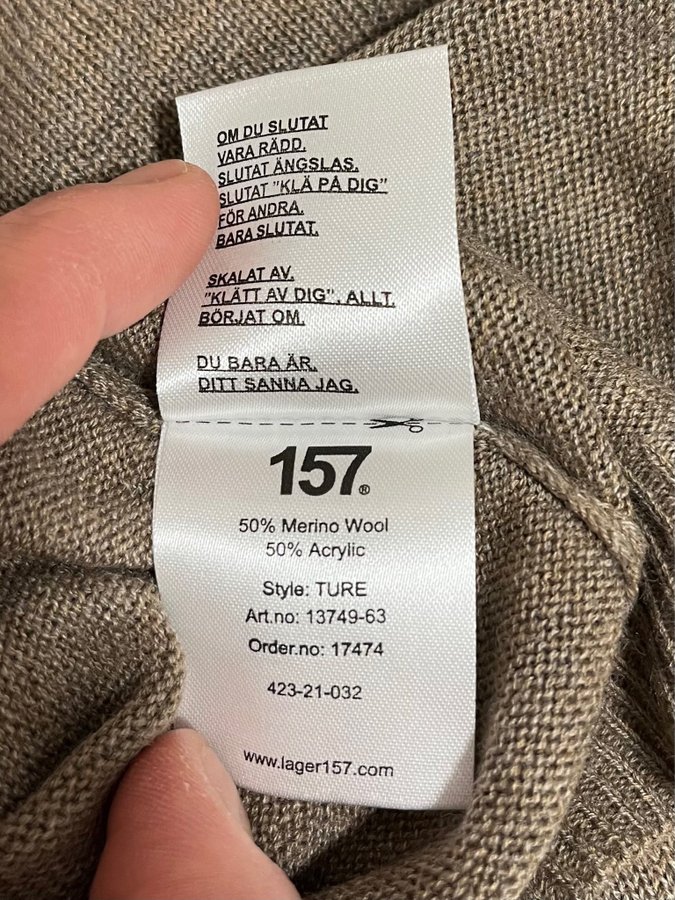 OM DU SLUTAT
VARA RÄDD.
SLUTAT ÄNGSLAS.
SLUTAT "KLÄ PÅ DIG"
FÖR ANDRA.
BARA SLUTAT.
SKALAT AV.
"KLÄTT AV DIG". ALLT.
BÖRJAT OM.
DU BARA ÄR.
DITT SANNA JAG.
157®
50% Merino Wool
50% Acrylic
Style: TURE
Art.no: 13749-63
Order.no: 17474
423-21-032
www.lager157.com